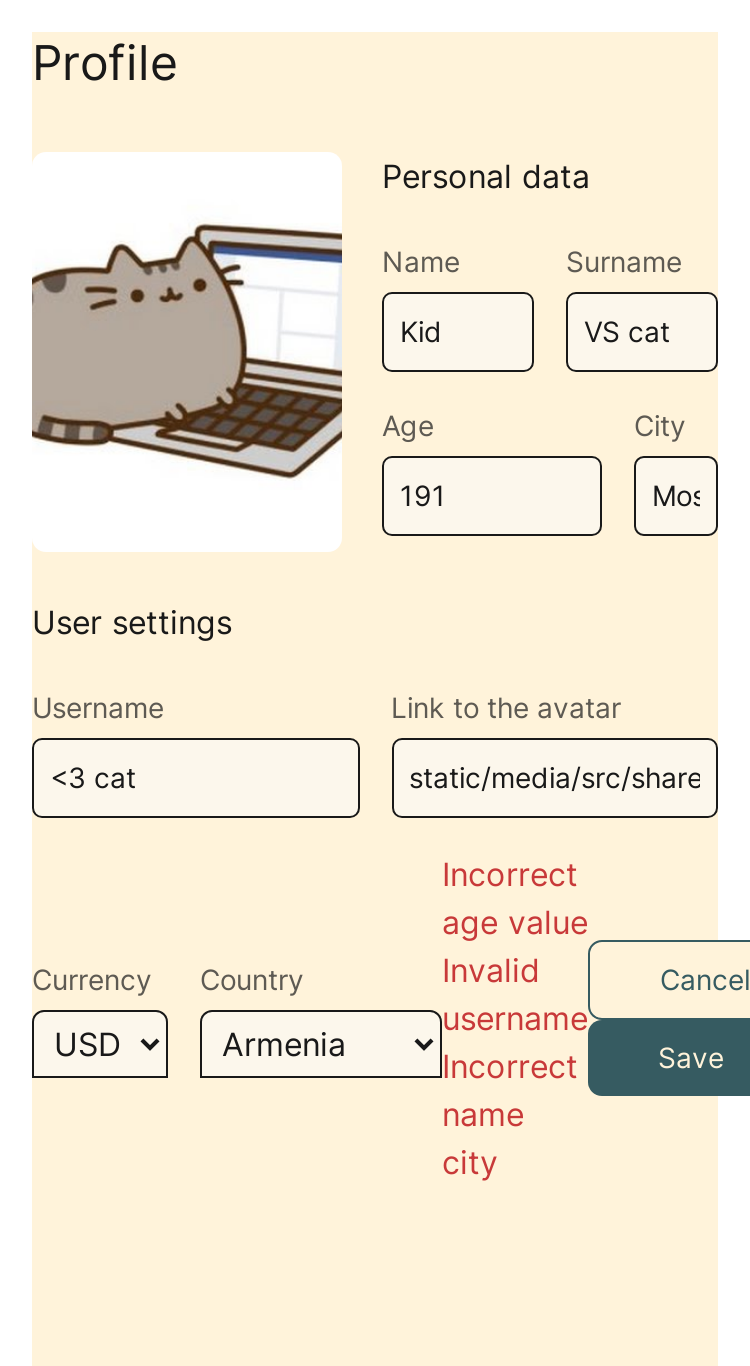 Profile
Personal data
Name
Surname
Kid
VS cat
Age
City
191
Mos
User settings
Username
Link to the avatar
<3 cat
static/media/src/share
Currency
Country
USD
Armenia
Incorrect
age value
Invalid
username
Incorrect
name
city
Cancel
Save